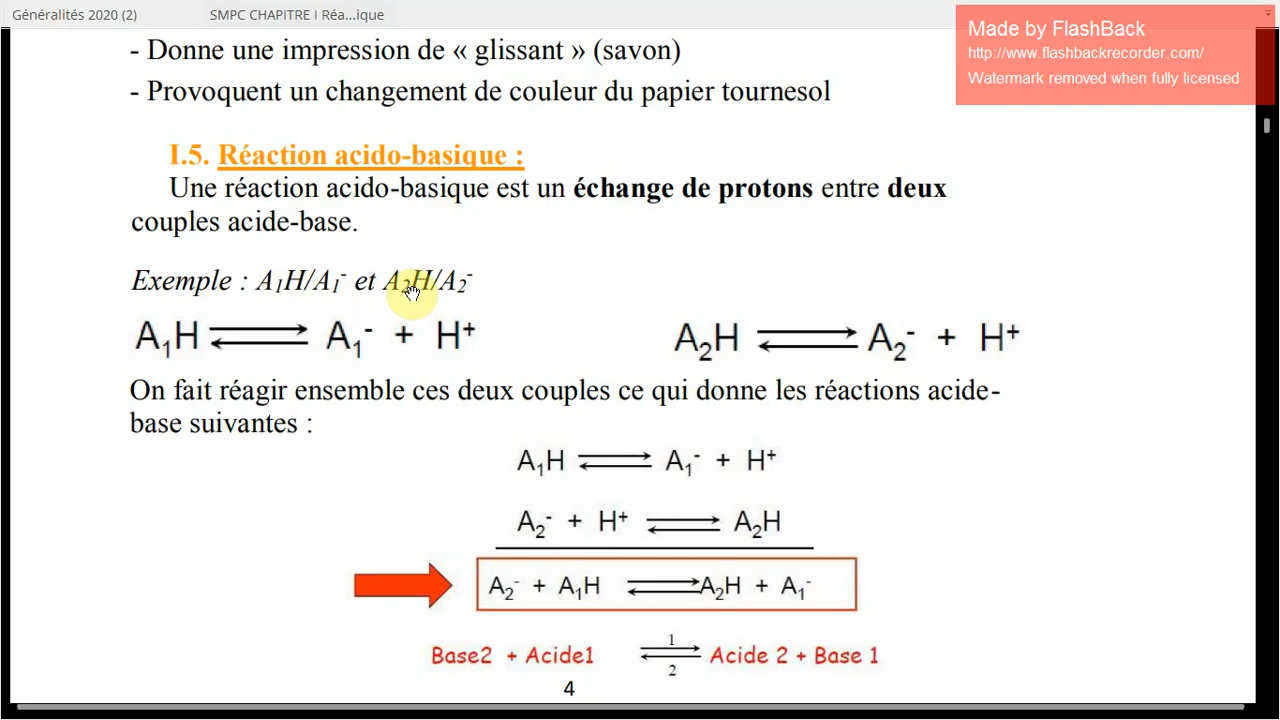 Généralités 2020 (2) SMPC CHAPITRE I Réa...ique
Made by FlashBack
http://www.flashbackrecorder.com/
Watermark removed when fully licensed
- Donne une impression de « glissant » (savon)
- Provoquent un changement de couleur du papier tournesol
I.5. Réaction acido-basique :
Une réaction acido-basique est un échange de protons entre deux
couples acide-base.
Exemple : A₁H/A₁⁻ et A₂H/A₂⁻
A₁H ⇌ A₁⁻ + H⁺ A₂H ⇌ A₂⁻ + H⁺
On fait réagir ensemble ces deux couples ce qui donne les réactions acide-
base suivantes :
A₁H ⇌ A₁⁻ + H⁺
A₂⁻ + H⁺ ⇌ A₂H
A₂⁻ + A₁H ⇌ A₂H + A₁⁻
1
Base2 + Acide1 ⇌ Acide 2 + Base 1
2
4